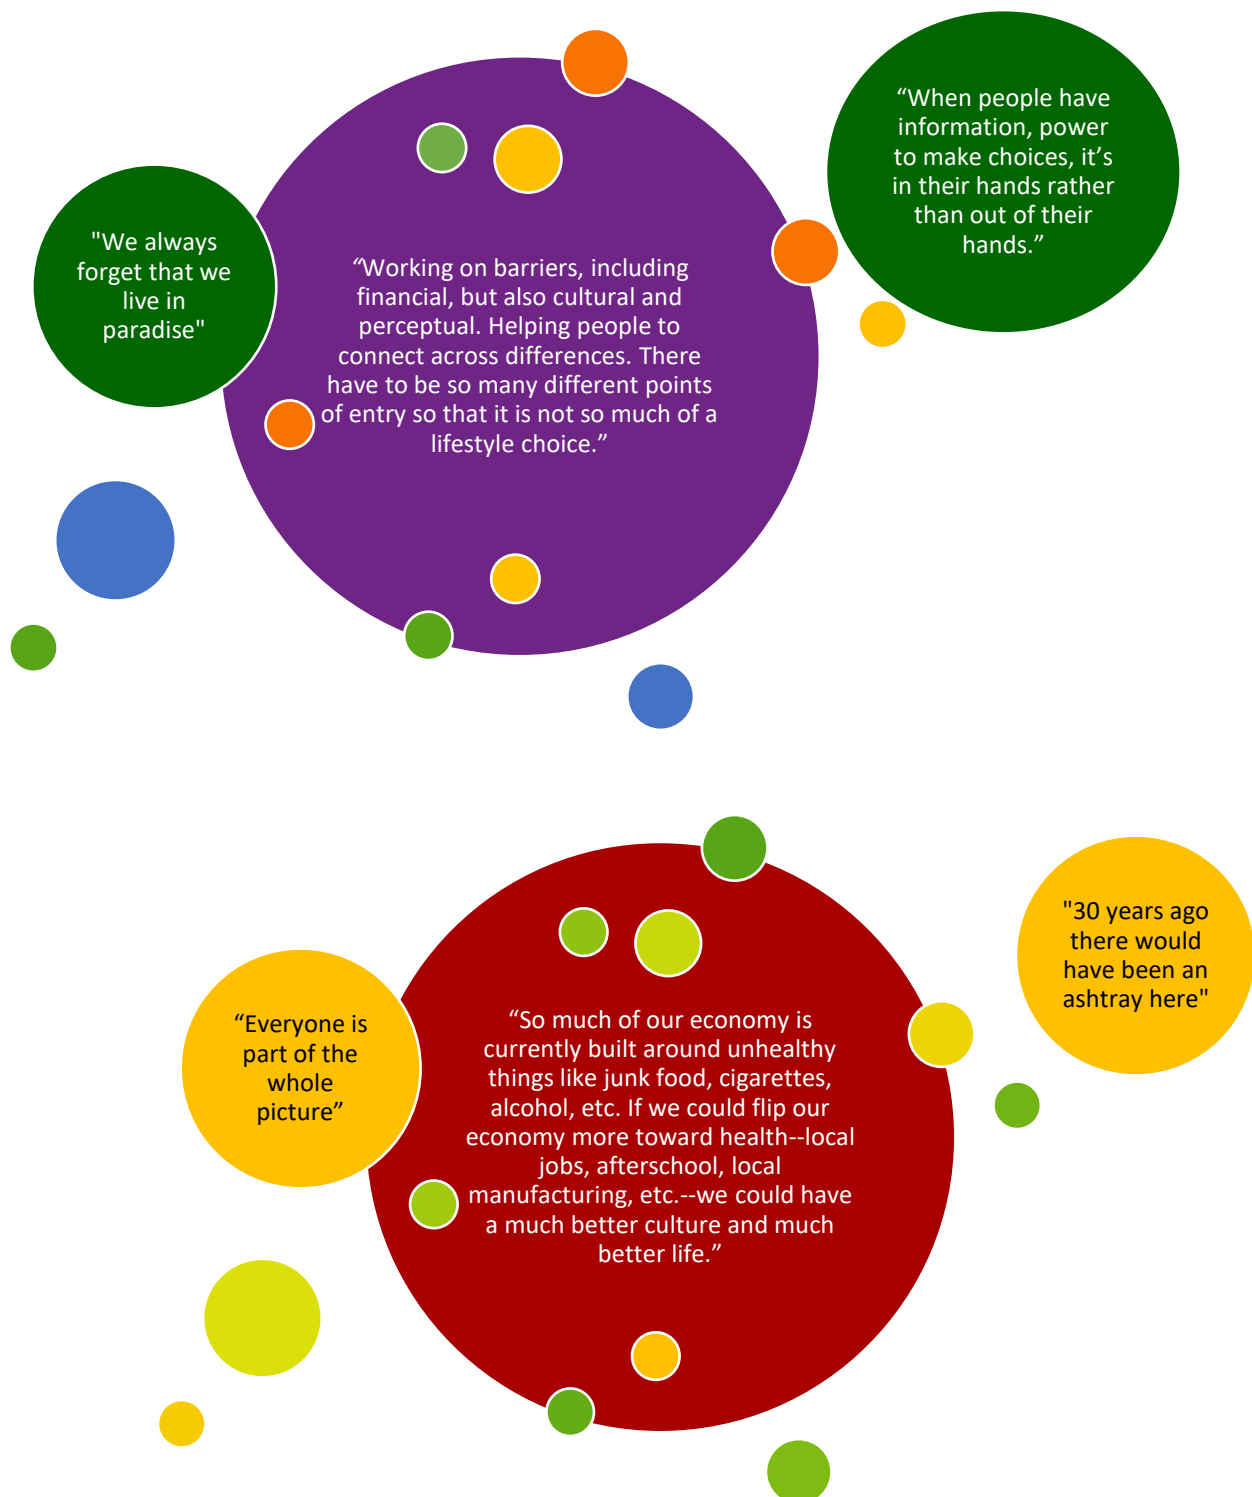 "We always
forget that we
live in
paradise"
“Working on barriers, including
financial, but also cultural and
perceptual. Helping people to
connect across differences. There
have to be so many different points
of entry so that it is not so much of a
lifestyle choice.”
“When people have
information, power
to make choices, it’s
in their hands rather
than out of their
hands.”
“Everyone is
part of the
whole
picture”
“So much of our economy is
currently built around unhealthy
things like junk food, cigarettes,
alcohol, etc. If we could flip our
economy more toward health--local
jobs, afterschool, local
manufacturing, etc.--we could have
a much better culture and much
better life.”
"30 years ago
there would
have been an
ashtray here"